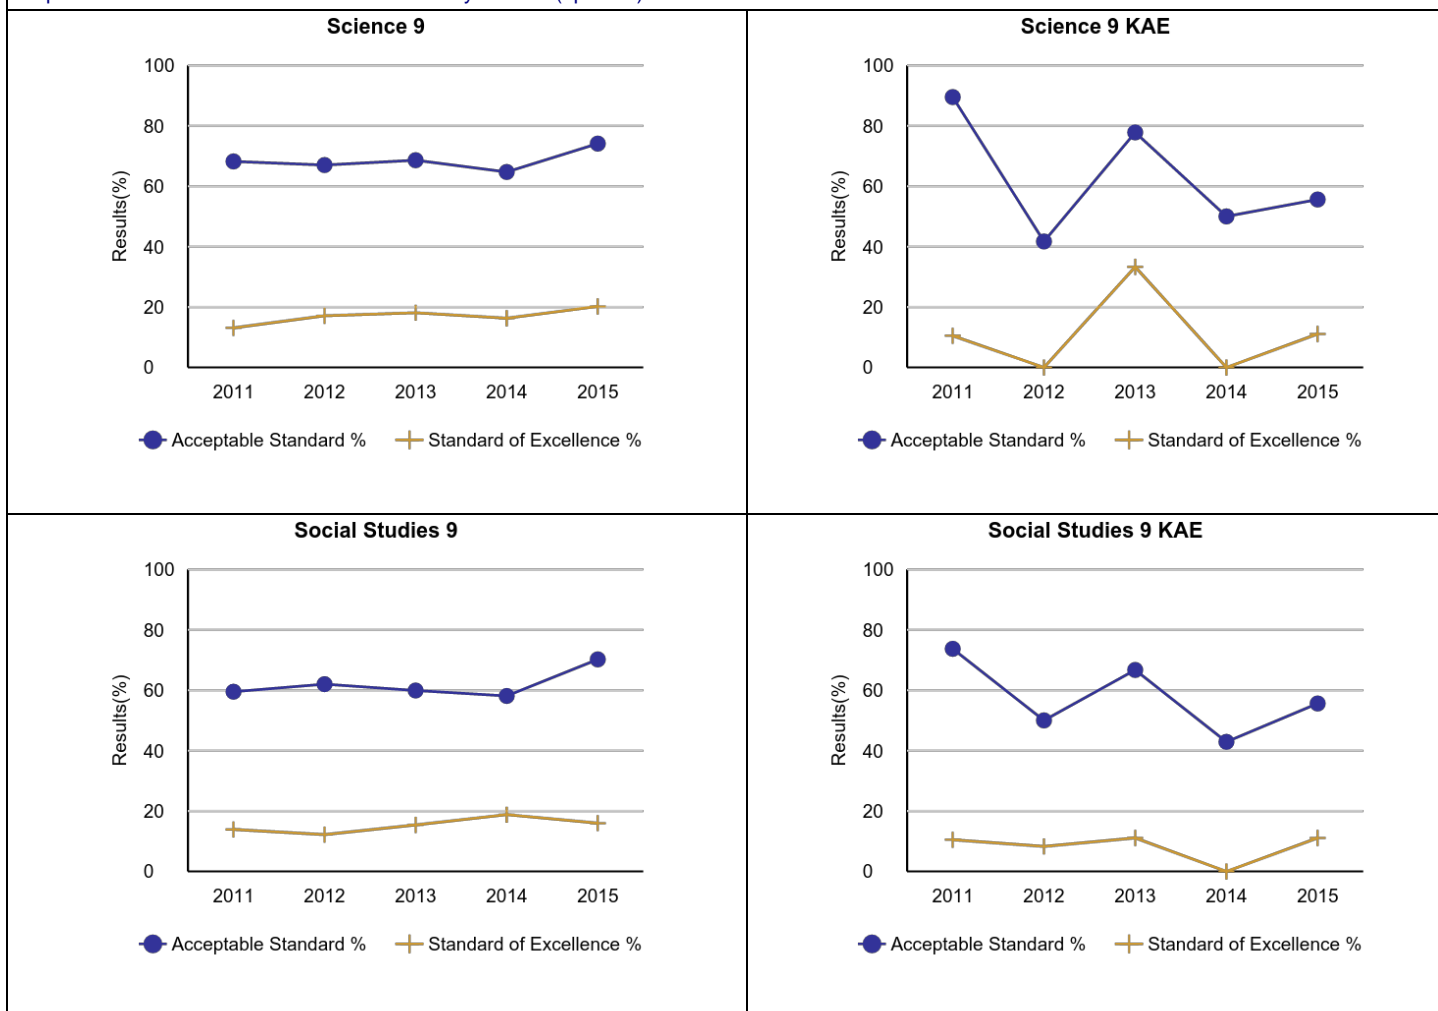 Science 9
100
80
60
40
20
0
Results(%)
2011 2012 2013 2014 2015
Acceptable Standard % Standard of Excellence %
Science 9 KAE
100
80
60
40
20
0
Results(%)
2011 2012 2013 2014 2015
Acceptable Standard % Standard of Excellence %
Social Studies 9
100
80
60
40
20
0
Results(%)
2011 2012 2013 2014 2015
Acceptable Standard % Standard of Excellence %
Social Studies 9 KAE
100
80
60
40
20
0
Results(%)
2011 2012 2013 2014 2015
Acceptable Standard % Standard of Excellence %